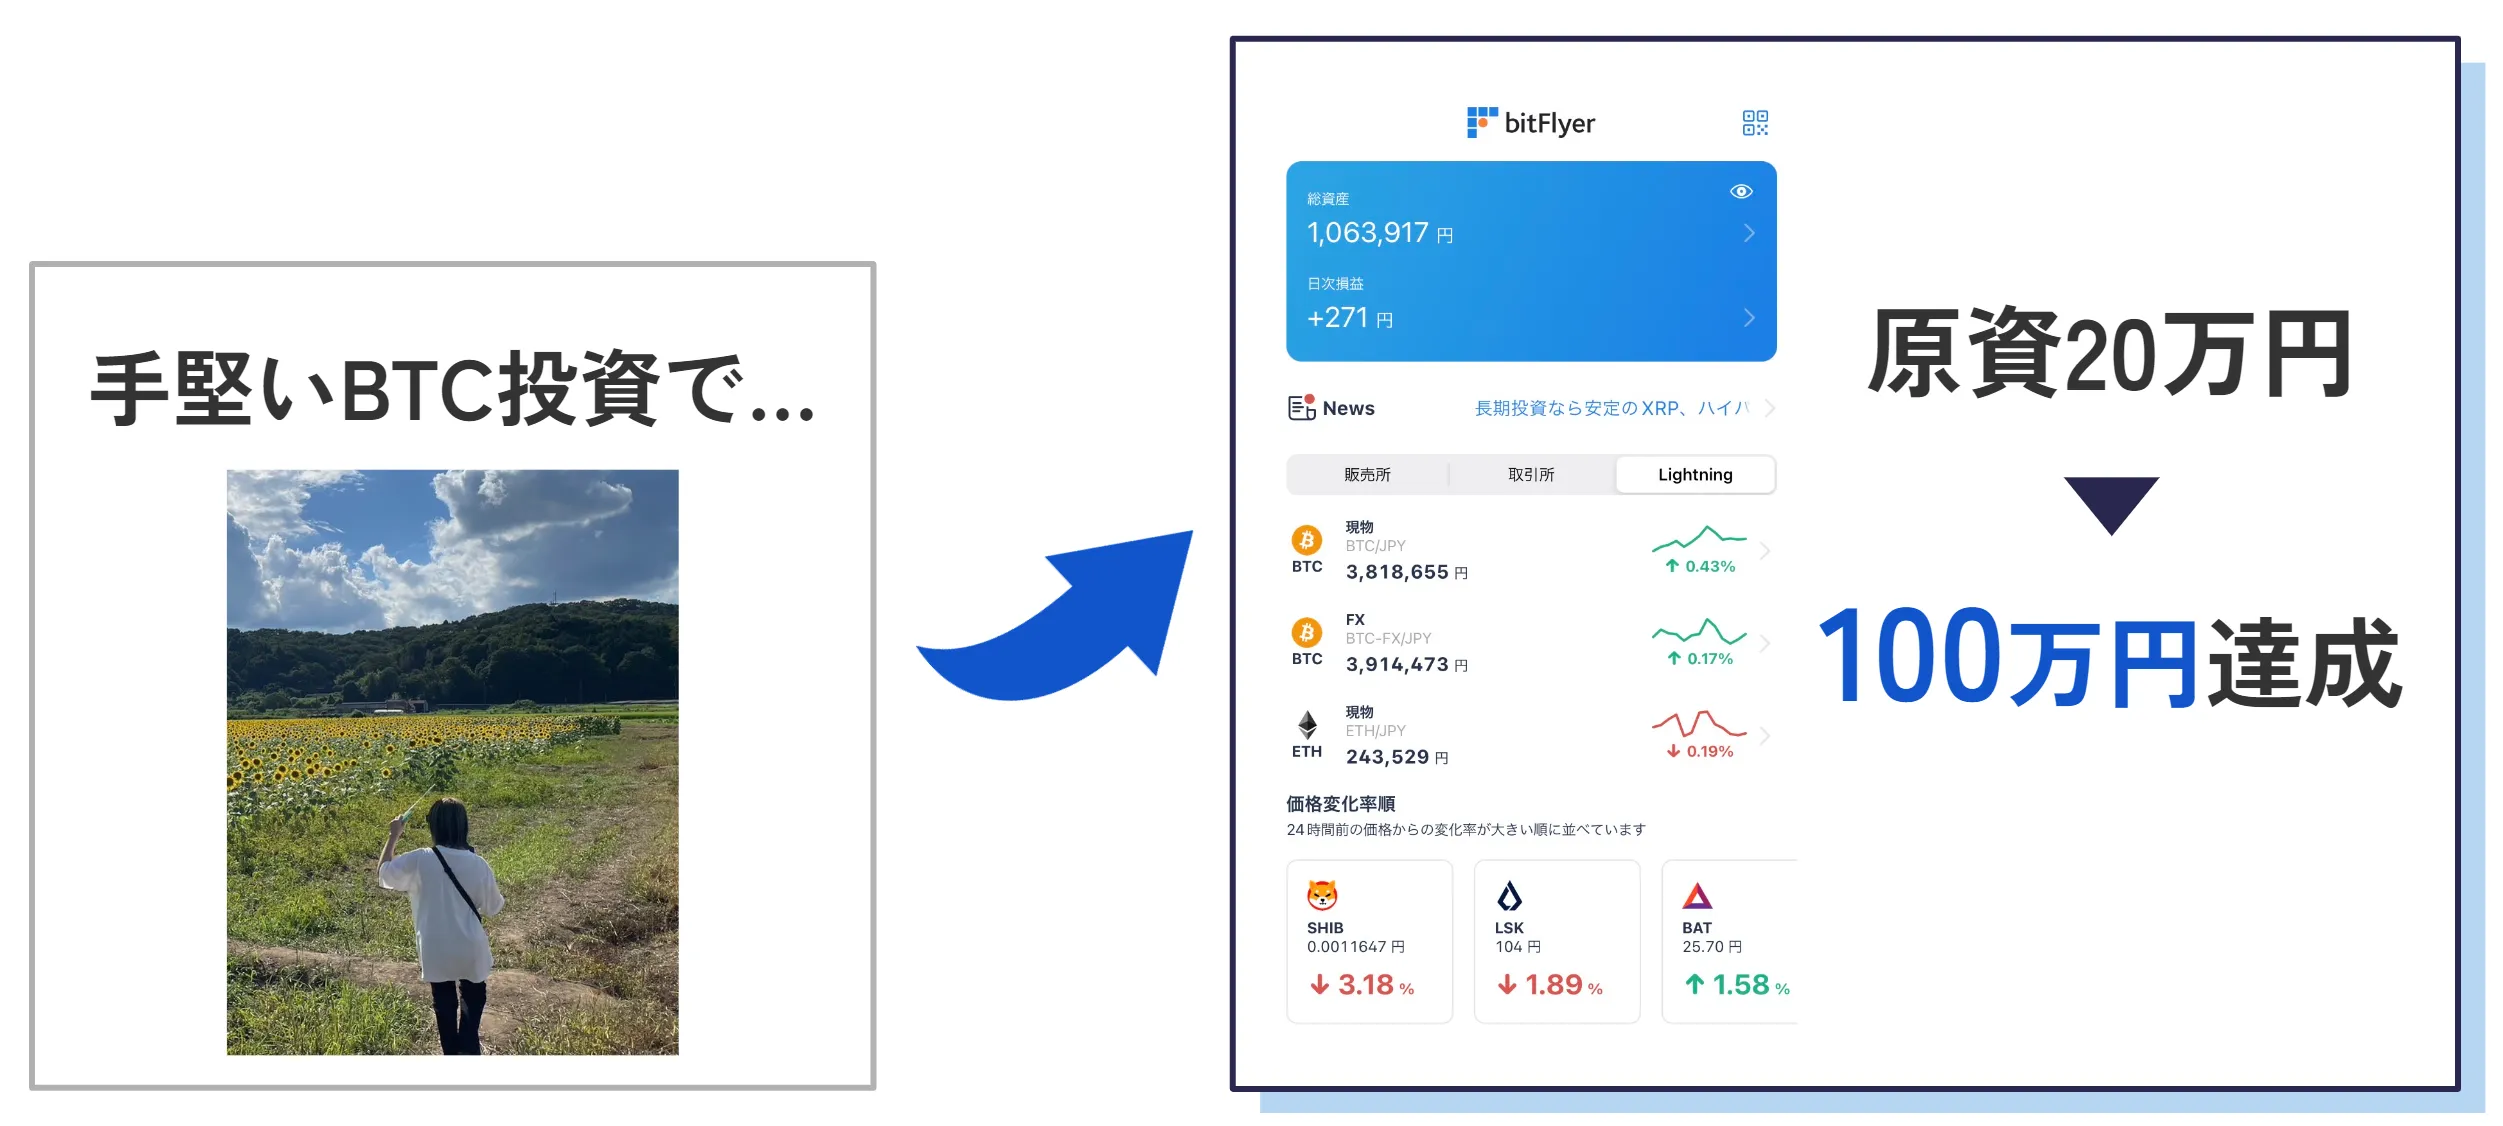 手堅いBTC投資で...
bitFlyer
総資産
1,063,917 円
日次損益
+271 円
News
長期投資なら安定のXRP、ハイパ
販売所
取引所
Lightning
現物
BTC/JPY
BTC
3,818,655 円
↑ 0.43%
FX
BTC-FX/JPY
BTC
3,914,473 円
↑ 0.17%
現物
ETH/JPY
ETH
243,529 円
↓ 0.19%
価格変化率順
24時間前の価格からの変化率が大きい順に並べています
SHIB
0.0011647 円
↓ 3.18 %
LSK
104 円
↓ 1.89 %
BAT
25.70 円
↑ 1.58 %
原資20万円
100万円達成